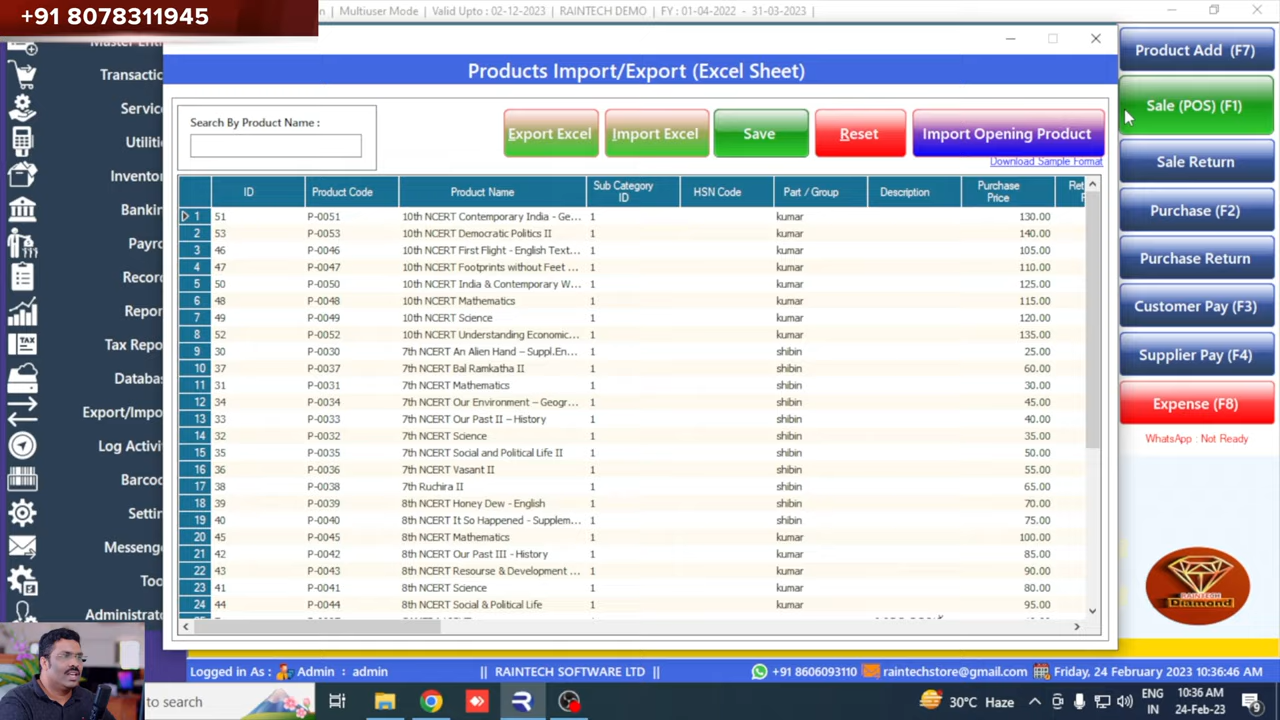 +91 8078311945
Multiuser Mode | Valid Upto : 02-12-2023 | RAINTECH DEMO | FY : 01-04-2022 - 31-03-2023 |
Products Import/Export (Excel Sheet)
Search By Product Name :
Export Excel
Import Excel
Save
Reset
Import Opening Product
Download Sample Format
ID Product Code Product Name Sub Category ID HSN Code Part / Group Description Purchase Price
1 51 P-0051 10th NCERT Contemporary India - Ge... 1 kumar 130.00
2 53 P-0053 10th NCERT Democratic Politics II 1 kumar 140.00
3 46 P-0046 10th NCERT First Flight - English Text... 1 kumar 105.00
4 47 P-0047 10th NCERT Footprints without Feet ... 1 kumar 110.00
5 50 P-0050 10th NCERT India & Contemporary W... 1 kumar 125.00
6 48 P-0048 10th NCERT Mathematics 1 kumar 115.00
7 49 P-0049 10th NCERT Science 1 kumar 120.00
8 52 P-0052 10th NCERT Understanding Economic... 1 kumar 135.00
9 30 P-0030 7th NCERT An Alien Hand – Suppl.En... 1 shibin 25.00
10 37 P-0037 7th NCERT Bal Ramkatha II 1 shibin 60.00
11 31 P-0031 7th NCERT Mathematics 1 shibin 30.00
12 34 P-0034 7th NCERT Our Environment – Geogr... 1 shibin 45.00
13 33 P-0033 7th NCERT Our Past II – History 1 shibin 40.00
14 32 P-0032 7th NCERT Science 1 shibin 35.00
15 35 P-0035 7th NCERT Social and Political Life II 1 shibin 50.00
16 36 P-0036 7th NCERT Vasant II 1 shibin 55.00
17 38 P-0038 7th Ruchira II 1 shibin 65.00
18 39 P-0039 8th NCERT Honey Dew - English 1 shibin 70.00
19 40 P-0040 8th NCERT It So Happened - Supplem... 1 shibin 75.00
20 45 P-0045 8th NCERT Mathematics 1 kumar 100.00
21 42 P-0042 8th NCERT Our Past III - History 1 kumar 85.00
22 43 P-0043 8th NCERT Resourse & Development ... 1 kumar 90.00
23 41 P-0041 8th NCERT Science 1 kumar 80.00
24 44 P-0044 8th NCERT Social & Political Life 1 kumar 95.00
Transactio
Service
Utiliti
Invento
Banki
Payro
Record
Repor
Tax Repo
Databa
Export/Impo
Log Activi
Barco
Settin
Messenge
Too
Administra
Product Add (F7)
Sale (POS) (F1)
Sale Return
Purchase (F2)
Purchase Return
Customer Pay (F3)
Supplier Pay (F4)
Expense (F8)
WhatsApp : Not Ready
RAINTECH
Diamond
Logged in As : Admin : admin || RAINTECH SOFTWARE LTD || +91 8606093110 raintechstore@gmail.com Friday, 24 February 2023 10:36:46 AM
to search
30°C Haze
ENG
IN
10:36 AM
24-Feb-23
9